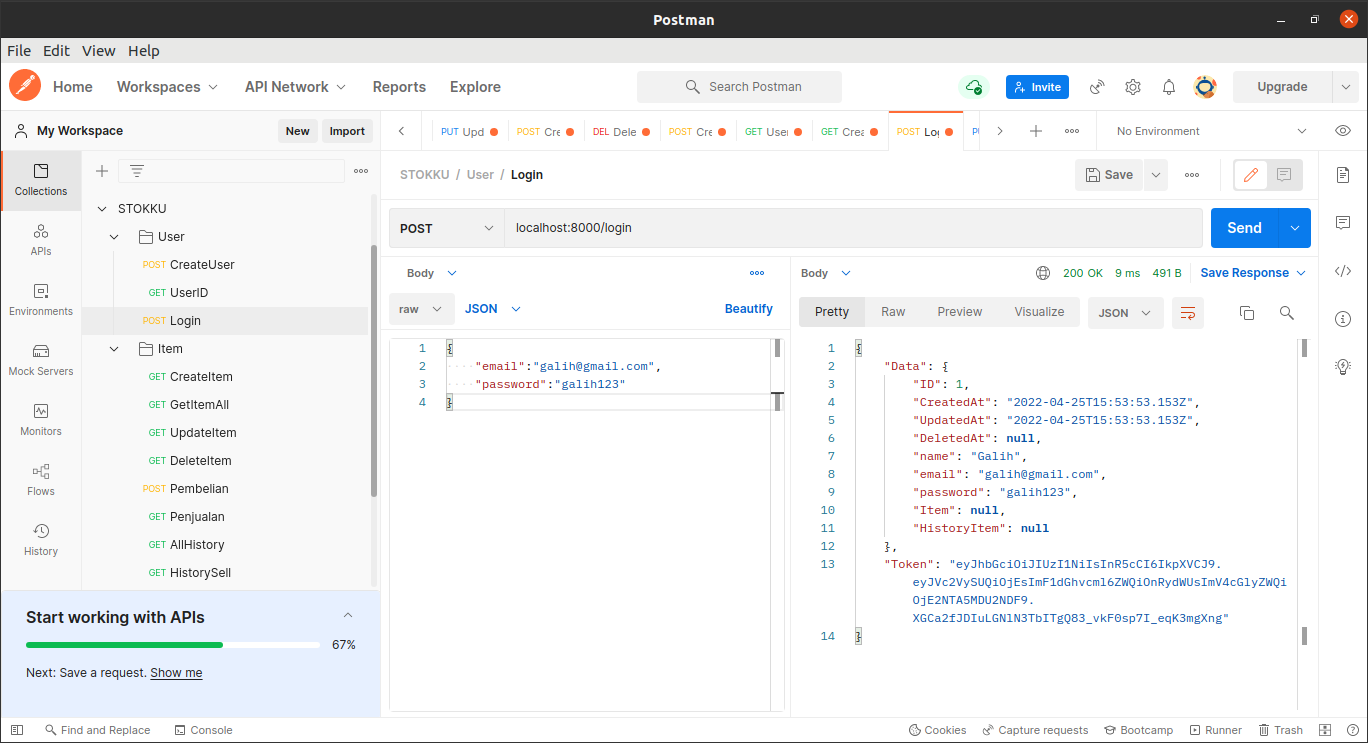 Postman
File Edit View Help
Home Workspaces API Network Reports Explore
Search Postman
Invite
Upgrade
My Workspace
New Import
PUT Upd
POST Cre
DEL Dele
POST Cre
GET User
GET Crea
POST Log
No Environment
Collections
APIs
Environments
Mock Servers
Monitors
Flows
History
STOKKU
User
POST CreateUser
GET UserID
POST Login
Item
GET CreateItem
GET GetItemAll
GET UpdateItem
GET DeleteItem
POST Pembelian
GET Penjualan
GET AllHistory
GET HistorySell
Start working with APIs
67%
Next: Save a request. Show me
STOKKU / User / Login
Save
POST
localhost:8000/login
Send
Body
raw
JSON
Beautify
1 {
2 "email":"galih@gmail.com",
3 "password":"galih123"
4 }
Body
200 OK 9 ms 491 B Save Response
Pretty Raw Preview Visualize JSON
1 {
2 "Data": {
3 "ID": 1,
4 "CreatedAt": "2022-04-25T15:53:53.153Z",
5 "UpdatedAt": "2022-04-25T15:53:53.153Z",
6 "DeletedAt": null,
7 "name": "Galih",
8 "email": "galih@gmail.com",
9 "password": "galih123",
10 "Item": null,
11 "HistoryItem": null
12 },
13 "Token": "eyJhbGciOiJIUzI1NiIsInR5cCI6IkpXVCJ9.
eyJVc2VySUQiOjEsImF1dGhvcml6ZWQiOnRydWUsImV4cGlyZWQi
OjE2NTA5MDU2NDF9.
XGCa2fJDIuLGNlN3TbITgQ83_vkF0sp7I_eqK3mgXng"
14 }
Find and Replace Console
Cookies Capture requests Bootcamp Runner Trash